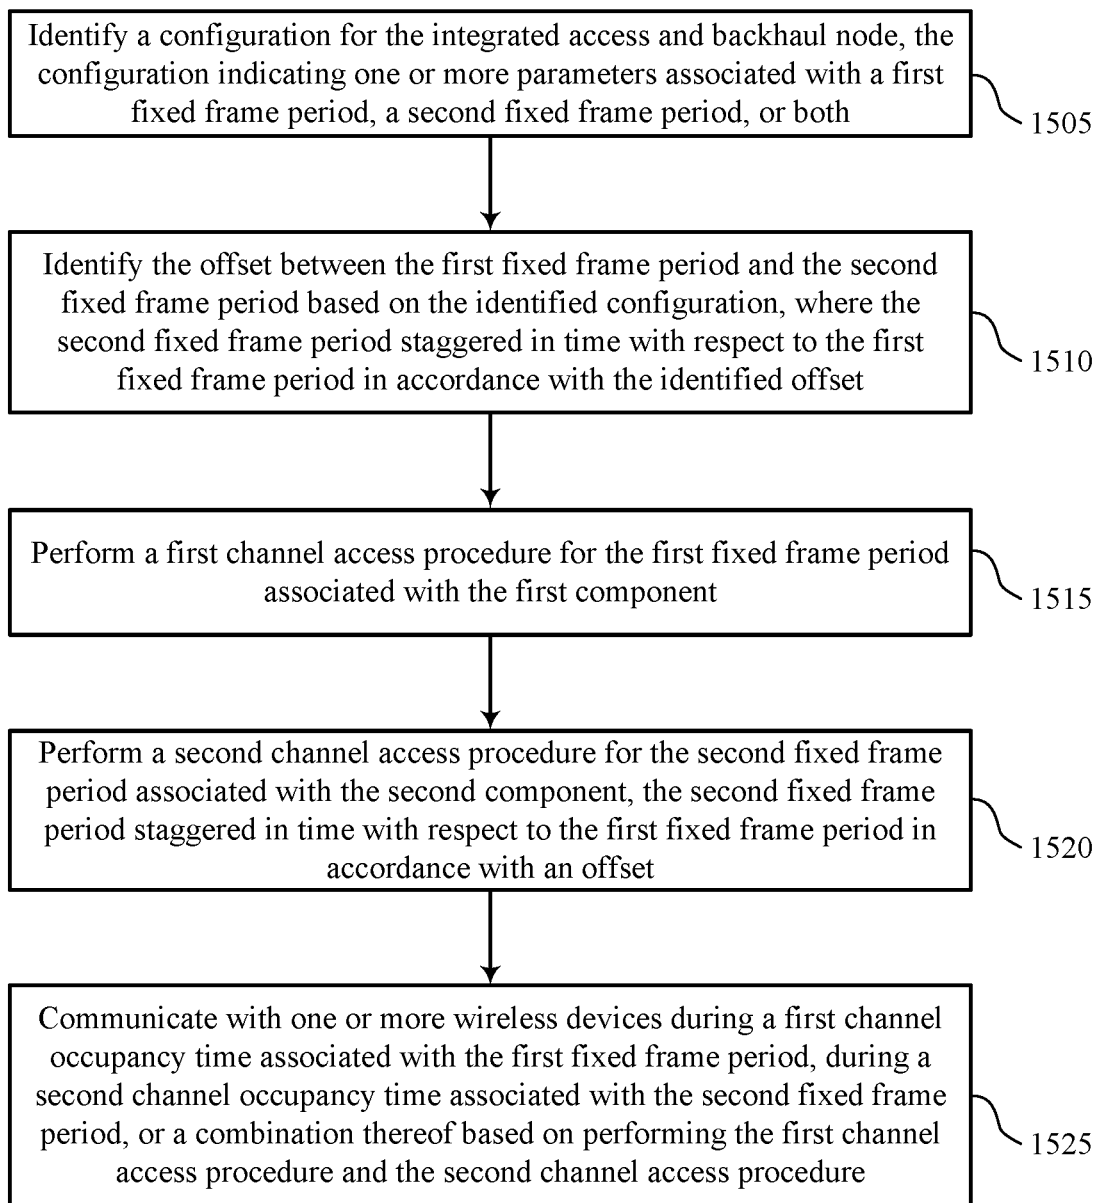 Identify a configuration for the integrated access and backhaul node, the
configuration indicating one or more parameters associated with a first
fixed frame period, a second fixed frame period, or both
1505
Identify the offset between the first fixed frame period and the second
fixed frame period based on the identified configuration, where the
second fixed frame period staggered in time with respect to the first
fixed frame period in accordance with the identified offset
1510
Perform a first channel access procedure for the first fixed frame period
associated with the first component
1515
Perform a second channel access procedure for the second fixed frame
period associated with the second component, the second fixed frame
period staggered in time with respect to the first fixed frame period in
accordance with an offset
1520
Communicate with one or more wireless devices during a first channel
occupancy time associated with the first fixed frame period, during a
second channel occupancy time associated with the second fixed frame
period, or a combination thereof based on performing the first channel
access procedure and the second channel access procedure
1525